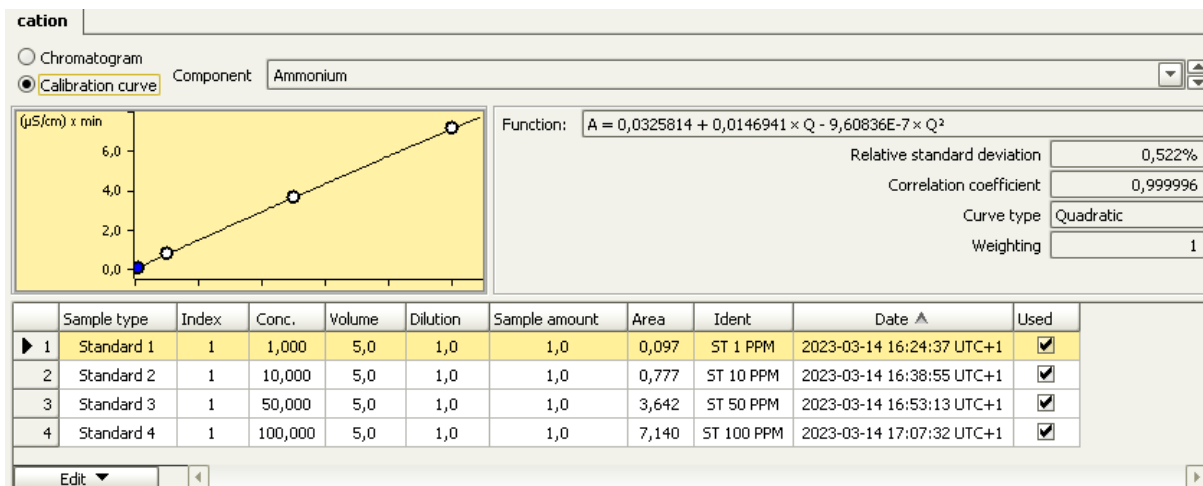 cation
Chromatogram
Calibration curve
Component Ammonium
(µS/cm) x min
6,0
4,0
2,0
0,0
Function: A = 0,0325814 + 0,0146941 × Q - 9,60836E-7 × Q²
Relative standard deviation 0,522%
Correlation coefficient 0,999996
Curve type Quadratic
Weighting 1
Sample type Index Conc. Volume Dilution Sample amount Area Ident Date Used
1 Standard 1 1 1,000 5,0 1,0 1,0 0,097 ST 1 PPM 2023-03-14 16:24:37 UTC+1
2 Standard 2 1 10,000 5,0 1,0 1,0 0,777 ST 10 PPM 2023-03-14 16:38:55 UTC+1
3 Standard 3 1 50,000 5,0 1,0 1,0 3,642 ST 50 PPM 2023-03-14 16:53:13 UTC+1
4 Standard 4 1 100,000 5,0 1,0 1,0 7,140 ST 100 PPM 2023-03-14 17:07:32 UTC+1
Edit